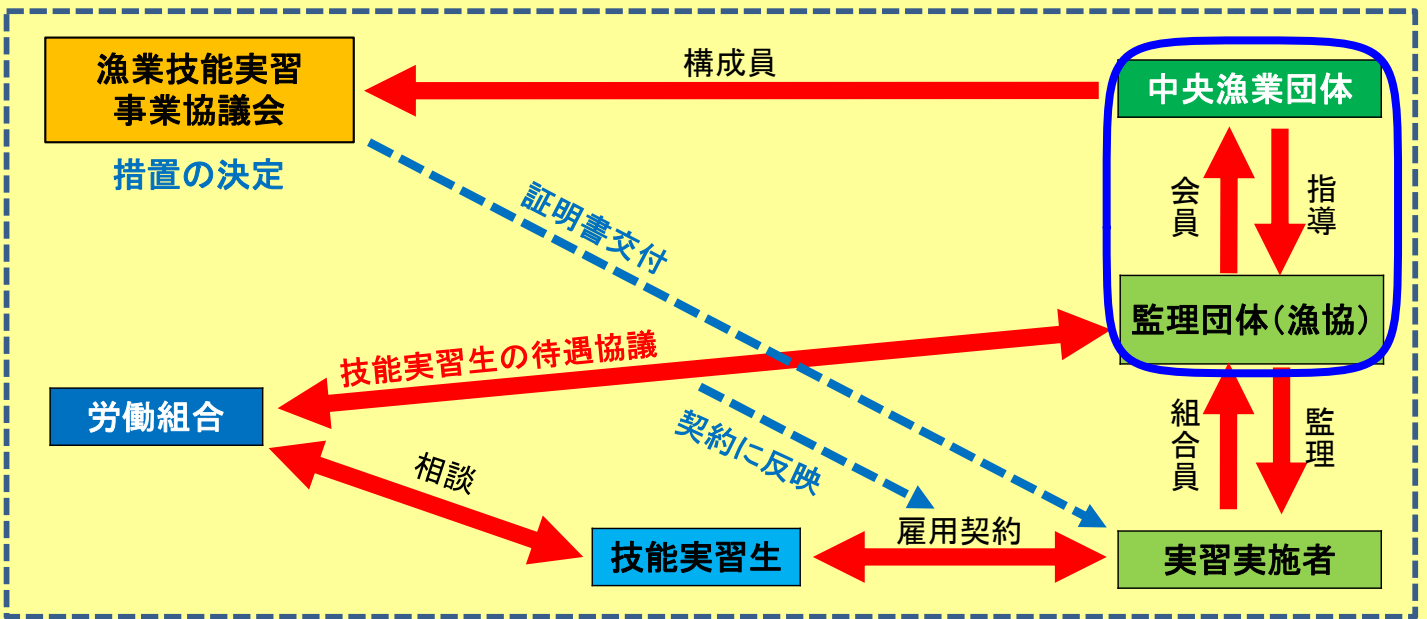 漁業技能実習
事業協議会
措置の決定
構成員
中央漁業団体
会員
指導
証明書交付
監理団体（漁協）
技能実習生の待遇協議
労働組合
契約に反映
組合員
監理
相談
技能実習生
雇用契約
実習実施者